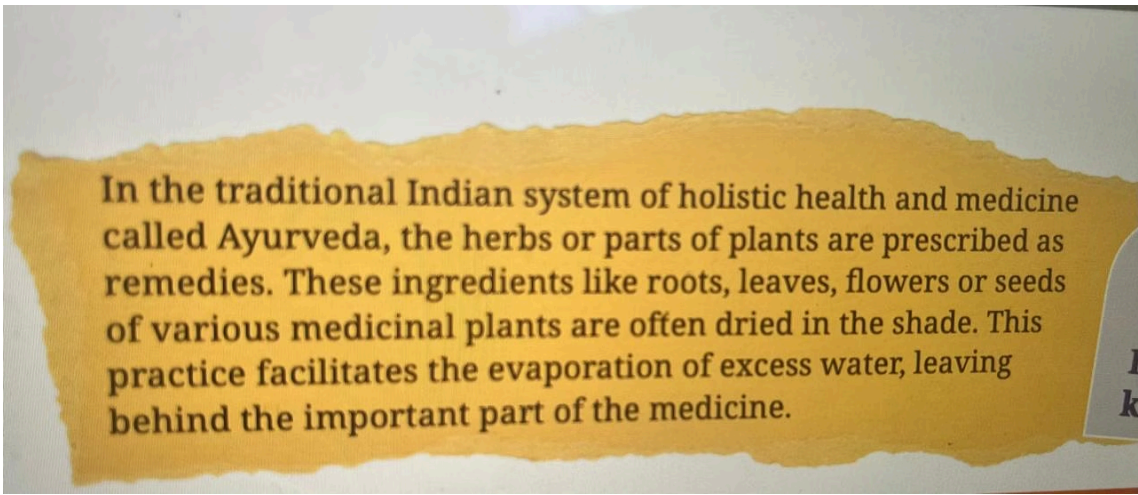 In the traditional Indian system of holistic health and medicine
called Ayurveda, the herbs or parts of plants are prescribed as
remedies. These ingredients like roots, leaves, flowers or seeds
of various medicinal plants are often dried in the shade. This
practice facilitates the evaporation of excess water, leaving
behind the important part of the medicine.